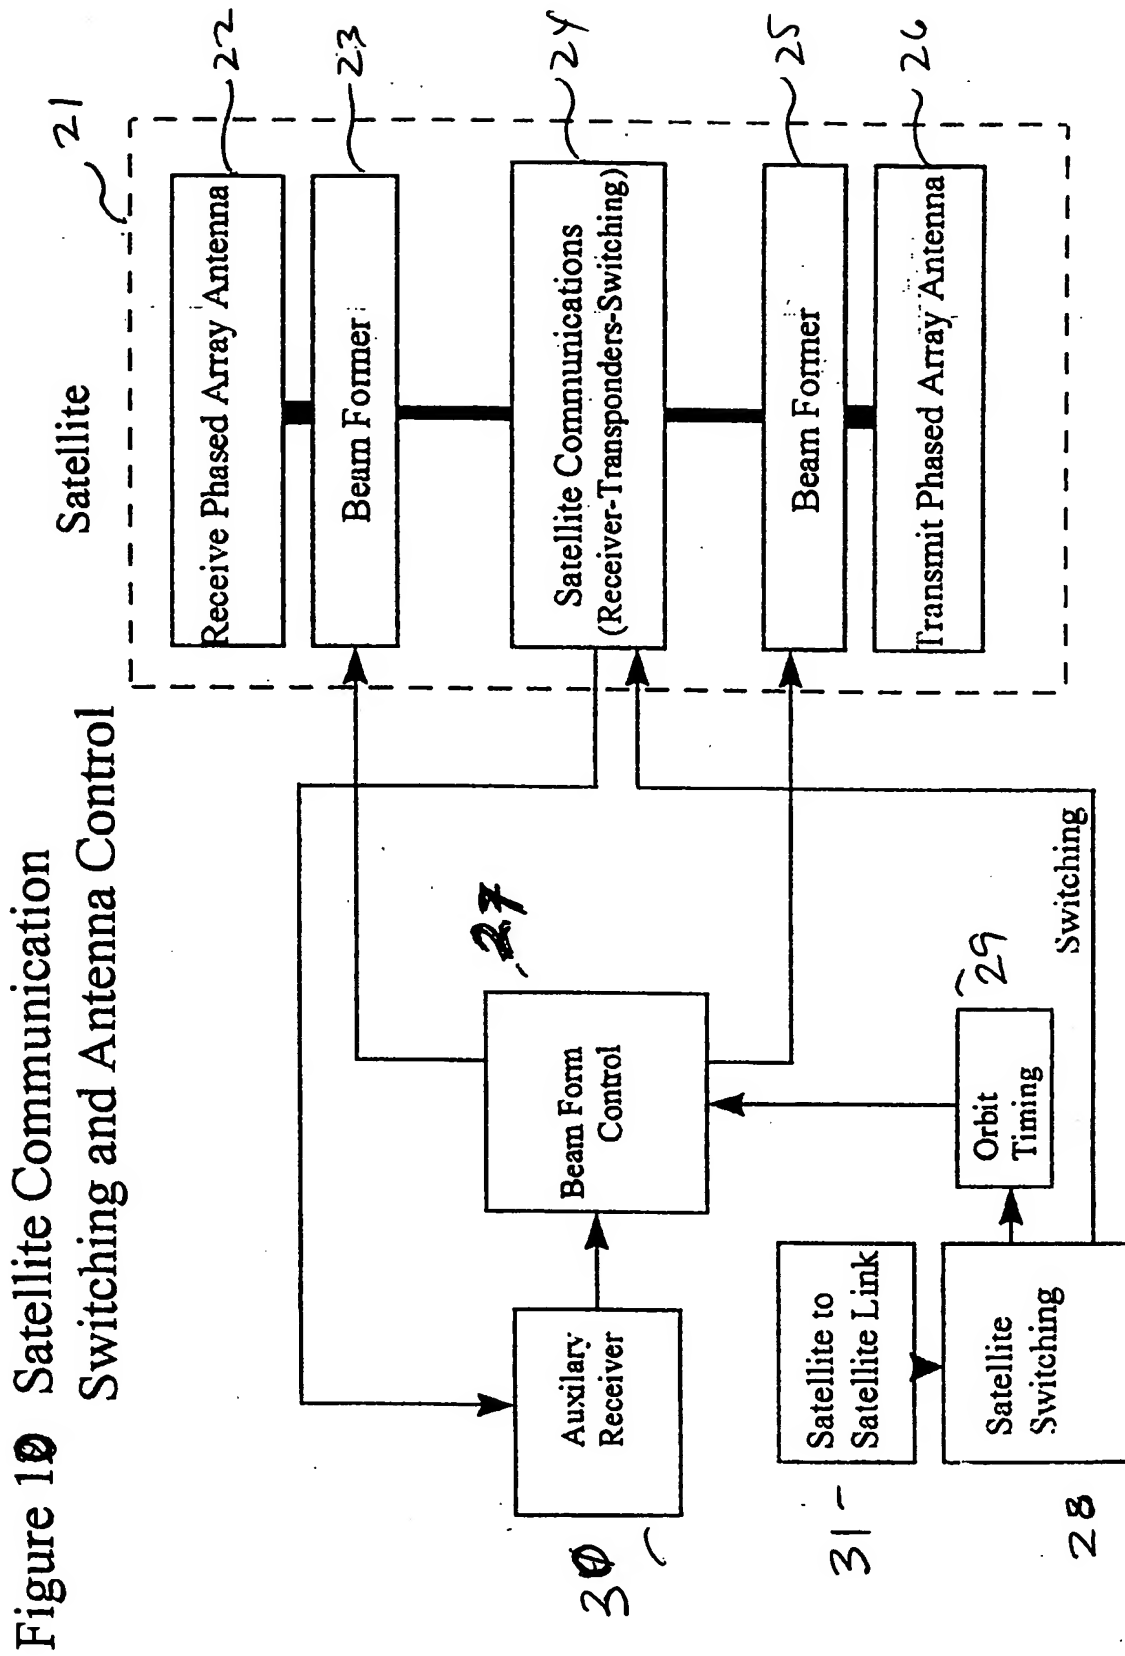 Figure 10 Satellite Communication
Switching and Antenna Control
Satellite
21
Receive Phased Array Antenna
22
Beam Former
23
Satellite Communications
(Receiver-Transponders-Switching)
24
Beam Former
25
Transmit Phased Array Antenna
26
Beam Form
Control
27
Auxilary
Receiver
30
Orbit
Timing
29
Switching
Satellite to
Satellite Link
31
Satellite
Switching
28